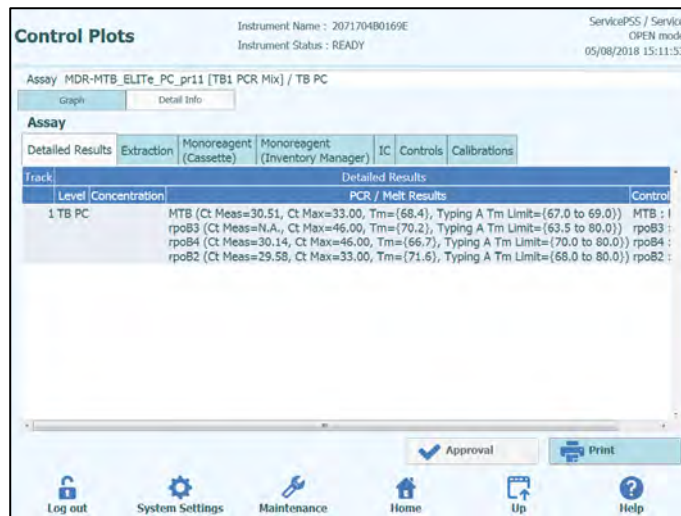 Control Plots
Instrument Name : 2071704B0169E
Instrument Status : READY
ServicePSS / Service
OPEN mode
05/08/2018 15:11:53
Assay MDR-MTB_ELITe_PC_pr11 [TB1 PCR Mix] / TB PC
Graph Detail Info
Assay
Detailed Results Extraction Monoreagent (Cassette) Monoreagent (Inventory Manager) IC Controls Calibrations
Track Detailed Results
Level Concentration PCR / Melt Results Control
1 TB PC MTB (Ct Meas=30.51, Ct Max=33.00, Tm={68.4}, Typing A Tm Limit={67.0 to 69.0}) MTB :
rpoB3 (Ct Meas=N.A., Ct Max=46.00, Tm={70.2}, Typing A Tm Limit={63.5 to 80.0}) rpoB3 :
rpoB4 (Ct Meas=30.14, Ct Max=46.00, Tm={66.7}, Typing A Tm Limit={70.0 to 80.0}) rpoB4 :
rpoB2 (Ct Meas=29.58, Ct Max=33.00, Tm={71.6}, Typing A Tm Limit={68.0 to 80.0}) rpoB2 :
Approval Print
Log out System Settings Maintenance Home Up Help